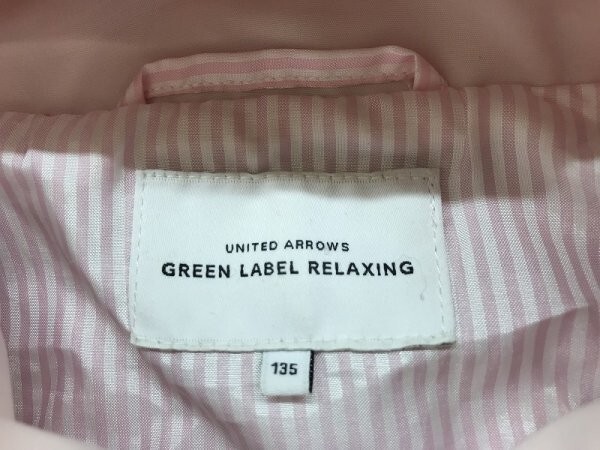 UNITED ARROWS
GREEN LABEL RELAXING
135